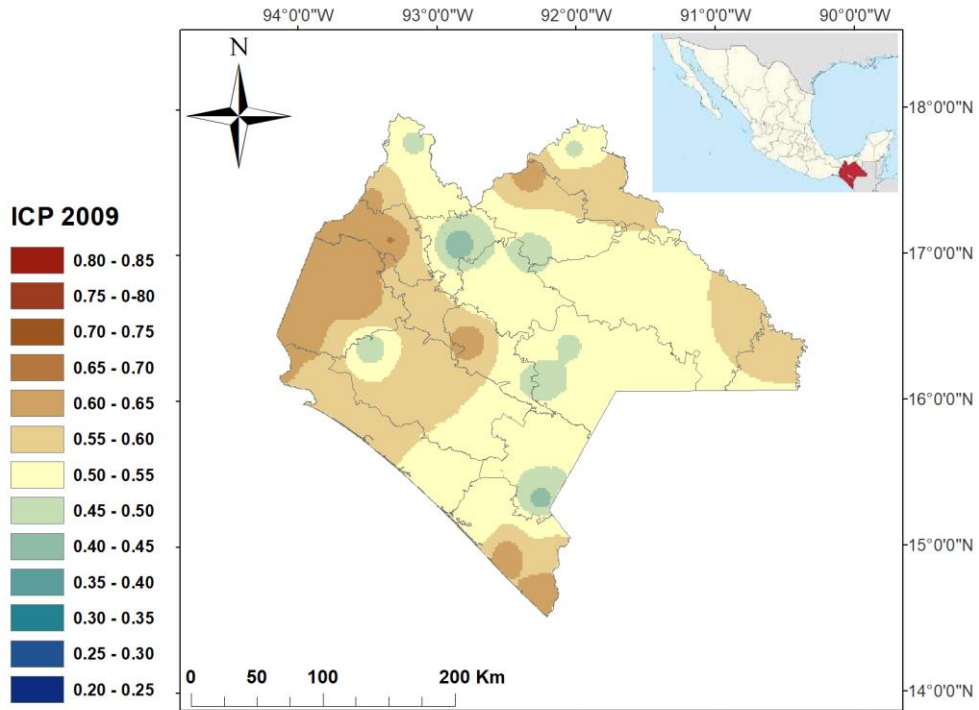 94°0'0"W 93°0'0"W 92°0'0"W 91°0'0"W 90°0'0"W
N
18°0'0"N
17°0'0"N
16°0'0"N
15°0'0"N
14°0'0"N
ICP 2009
0.80 - 0.85
0.75 - 0-80
0.70 - 0.75
0.65 - 0.70
0.60 - 0.65
0.55 - 0.60
0.50 - 0.55
0.45 - 0.50
0.40 - 0.45
0.35 - 0.40
0.30 - 0.35
0.25 - 0.30
0.20 - 0.25
0 50 100 200 Km